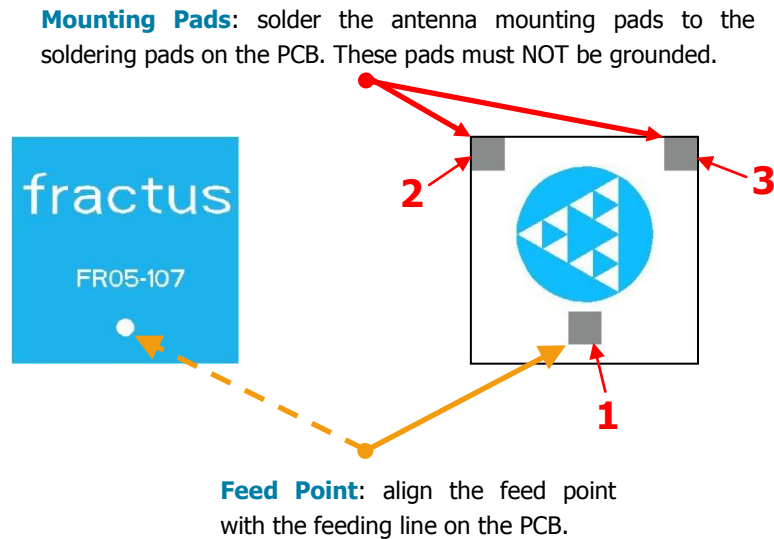 Mounting Pads: solder the antenna mounting pads to the
soldering pads on the PCB. These pads must NOT be grounded.
fractus
FR05-107
2
3
1
Feed Point: align the feed point
with the feeding line on the PCB.